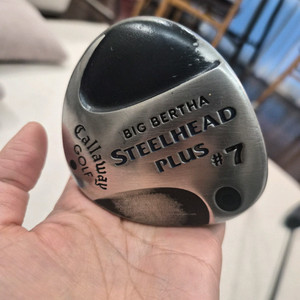 BIG BERTHA
STEELHEAD
PLUS #7
Callaway
GOLF